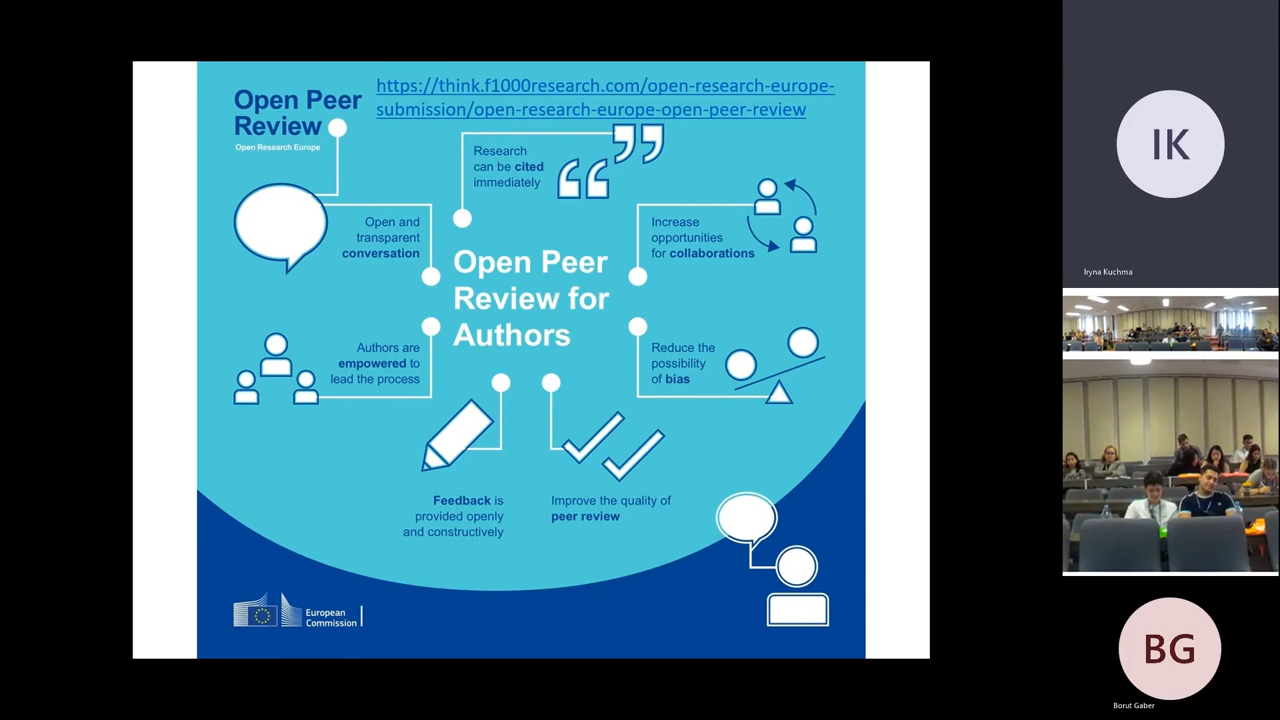 https://think.f1000research.com/open-research-europe-
submission/open-research-europe-open-peer-review
Open Peer
Review
Open Research Europe
Research
can be cited
immediately
Open and
transparent
conversation
Increase
opportunities
for collaborations
Open Peer
Review for
Authors
Authors are
empowered to
lead the process
Reduce the
possibility
of bias
Feedback is
provided openly
and constructively
Improve the quality of
peer review
European
Commission
IK
Iryna Kuchma
BG
Borut Gaber